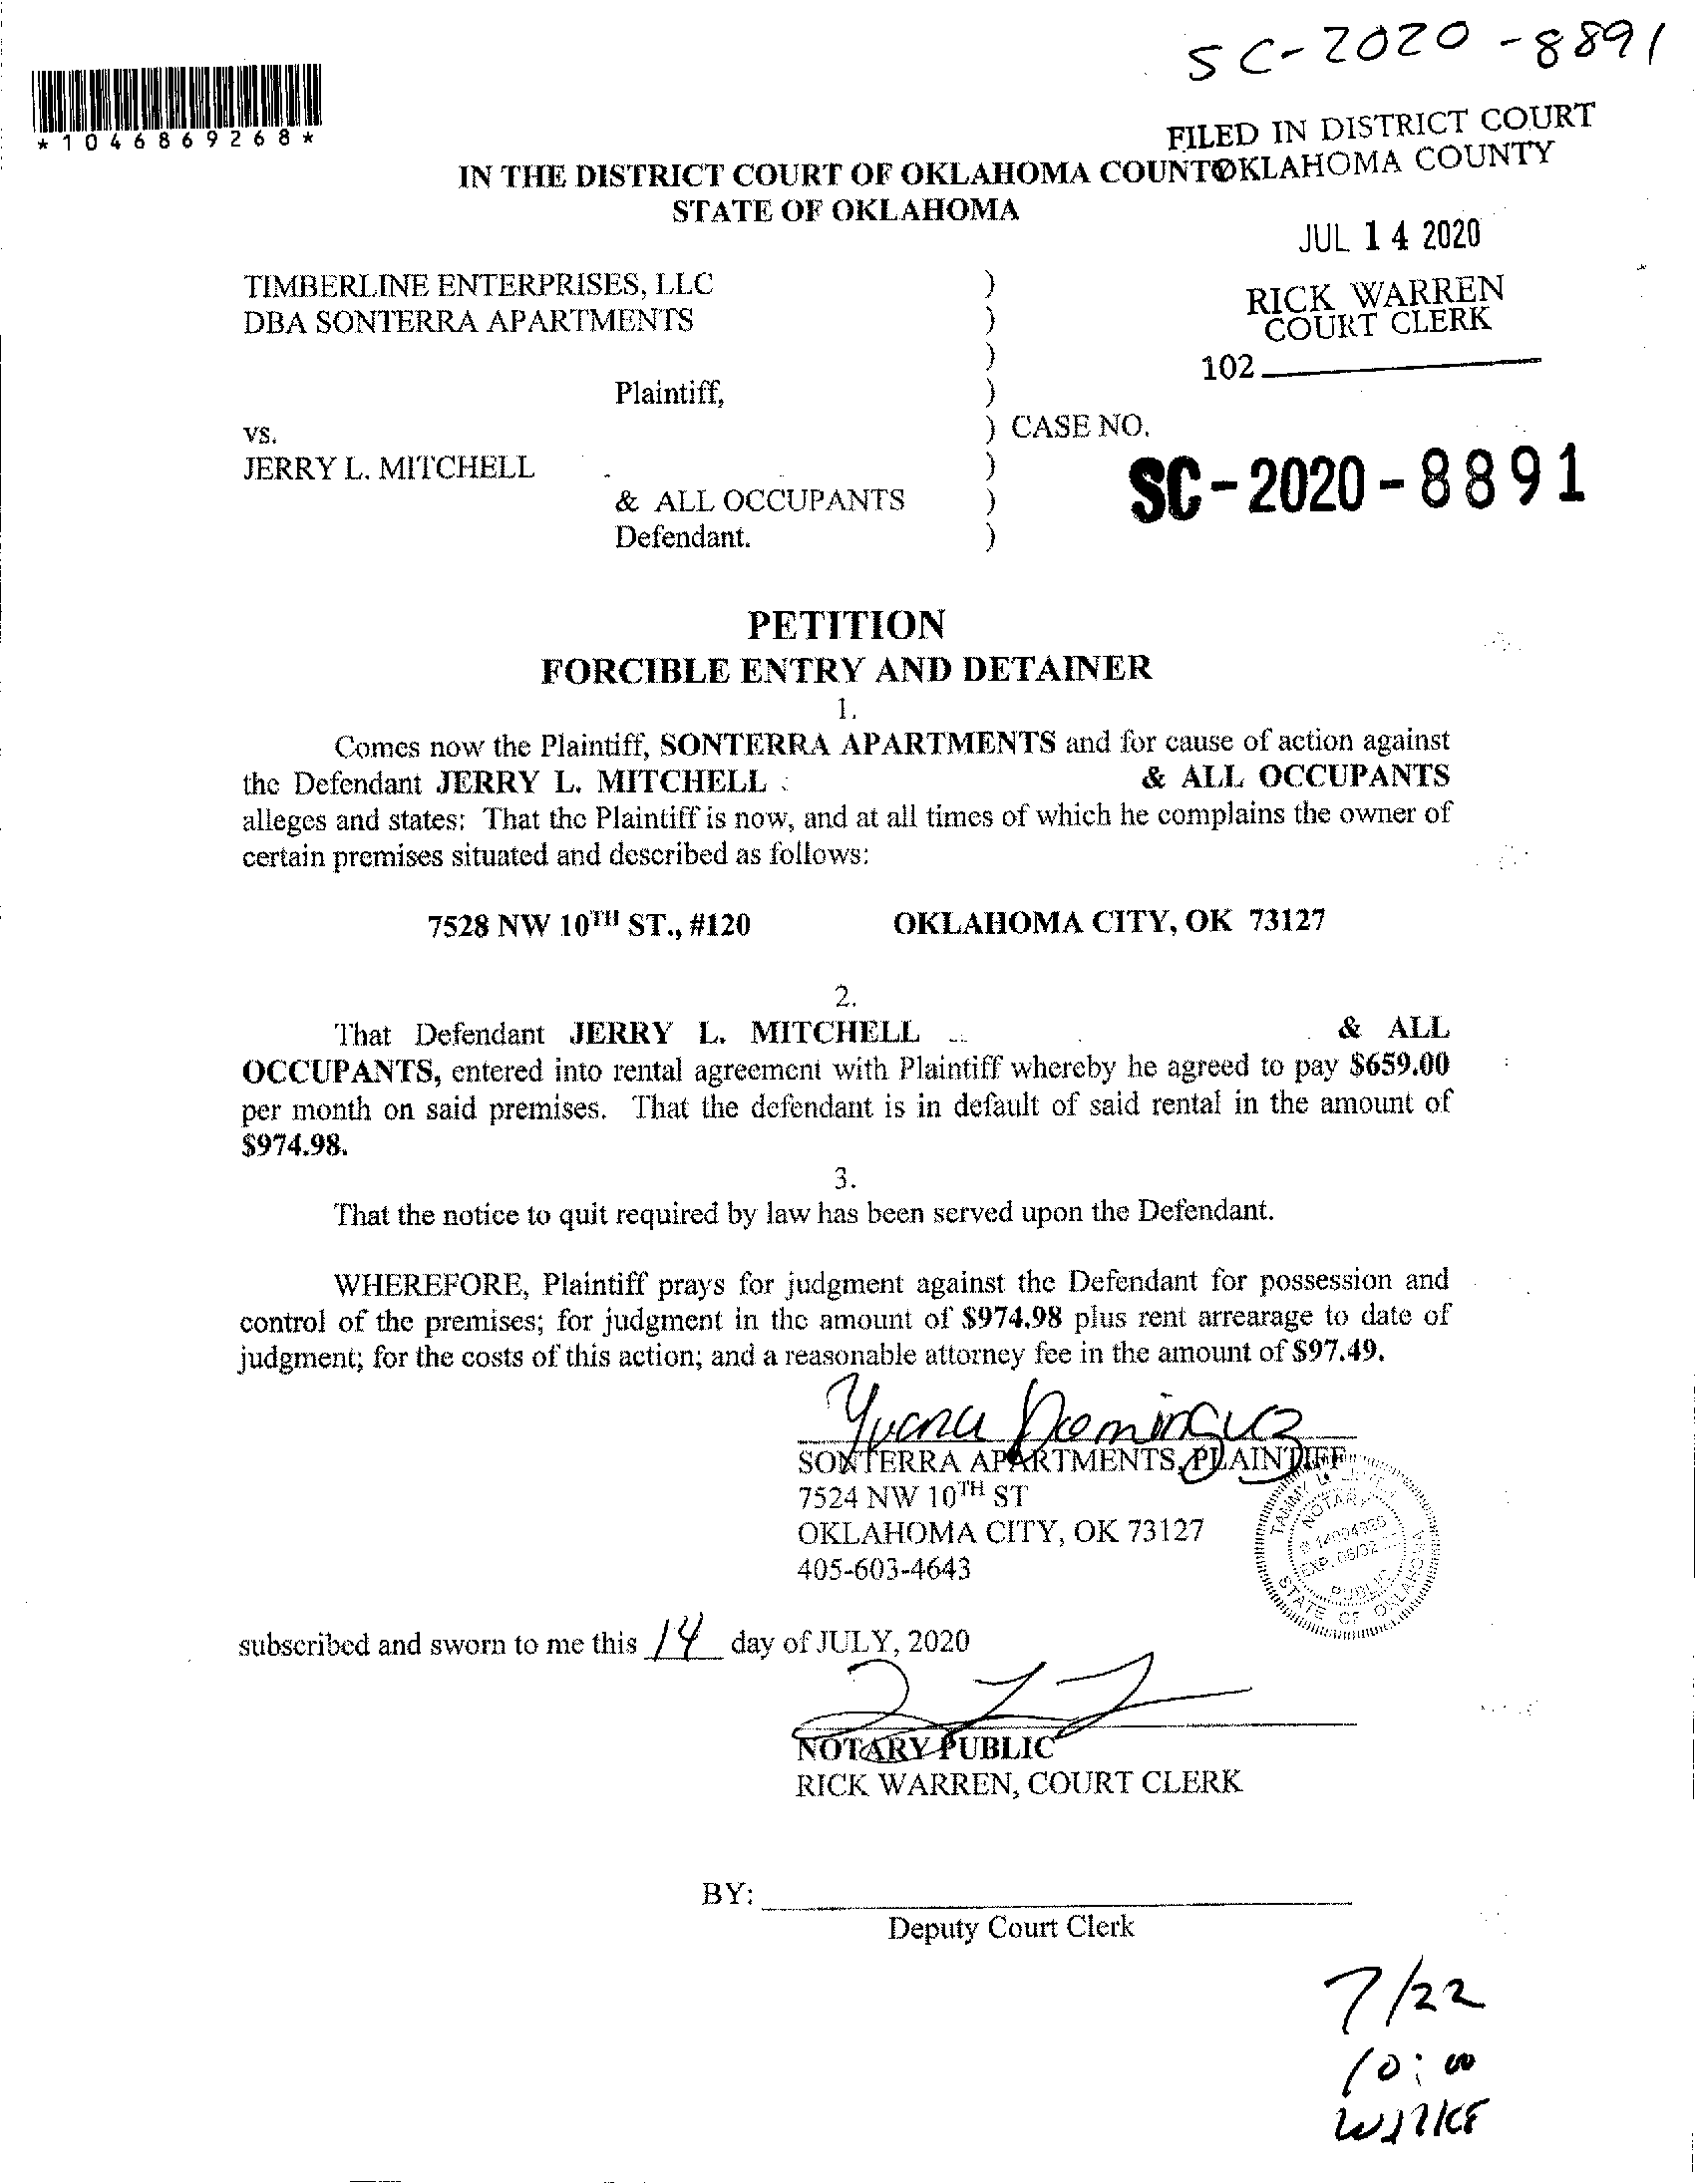 SC-2020-8891
*1046869268*
FILED IN DISTRICT COURT
OKLAHOMA COUNTY
IN THE DISTRICT COURT OF OKLAHOMA COUNT
STATE OF OKLAHOMA
JUL 14 2020
RICK WARREN
COURT CLERK
102
TIMBERLINE ENTERPRISES, LLC )
DBA SONTERRA APARTMENTS )
)
Plaintiff, )
vs. ) CASE NO.
JERRY L. MITCHELL )
SC-2020-8891
& ALL OCCUPANTS )
Defendant. )
PETITION
FORCIBLE ENTRY AND DETAINER
1.
Comes now the Plaintiff, SONTERRA APARTMENTS and for cause of action against
the Defendant JERRY L. MITCHELL & ALL OCCUPANTS
alleges and states: That the Plaintiff is now, and at all times of which he complains the owner of
certain premises situated and described as follows:
7528 NW 10TH ST., #120 OKLAHOMA CITY, OK 73127
2.
That Defendant JERRY L. MITCHELL & ALL
OCCUPANTS, entered into rental agreement with Plaintiff whereby he agreed to pay $659.00
per month on said premises. That the defendant is in default of said rental in the amount of
$974.98.
3.
That the notice to quit required by law has been served upon the Defendant.
WHEREFORE, Plaintiff prays for judgment against the Defendant for possession and
control of the premises; for judgment in the amount of $974.98 plus rent arrearage to date of
judgment; for the costs of this action; and a reasonable attorney fee in the amount of $97.49.
SONTERRA APARTMENTS, PLAINTIFF
7524 NW 10TH ST
OKLAHOMA CITY, OK 73127
405-603-4643
TAMMY
NOTARY
EXP.
PUBLIC
STATE OF OKLAHOMA
subscribed and sworn to me this 14 day of JULY, 2020
NOTARY PUBLIC
RICK WARREN, COURT CLERK
BY:
Deputy Court Clerk
7/22
10:00